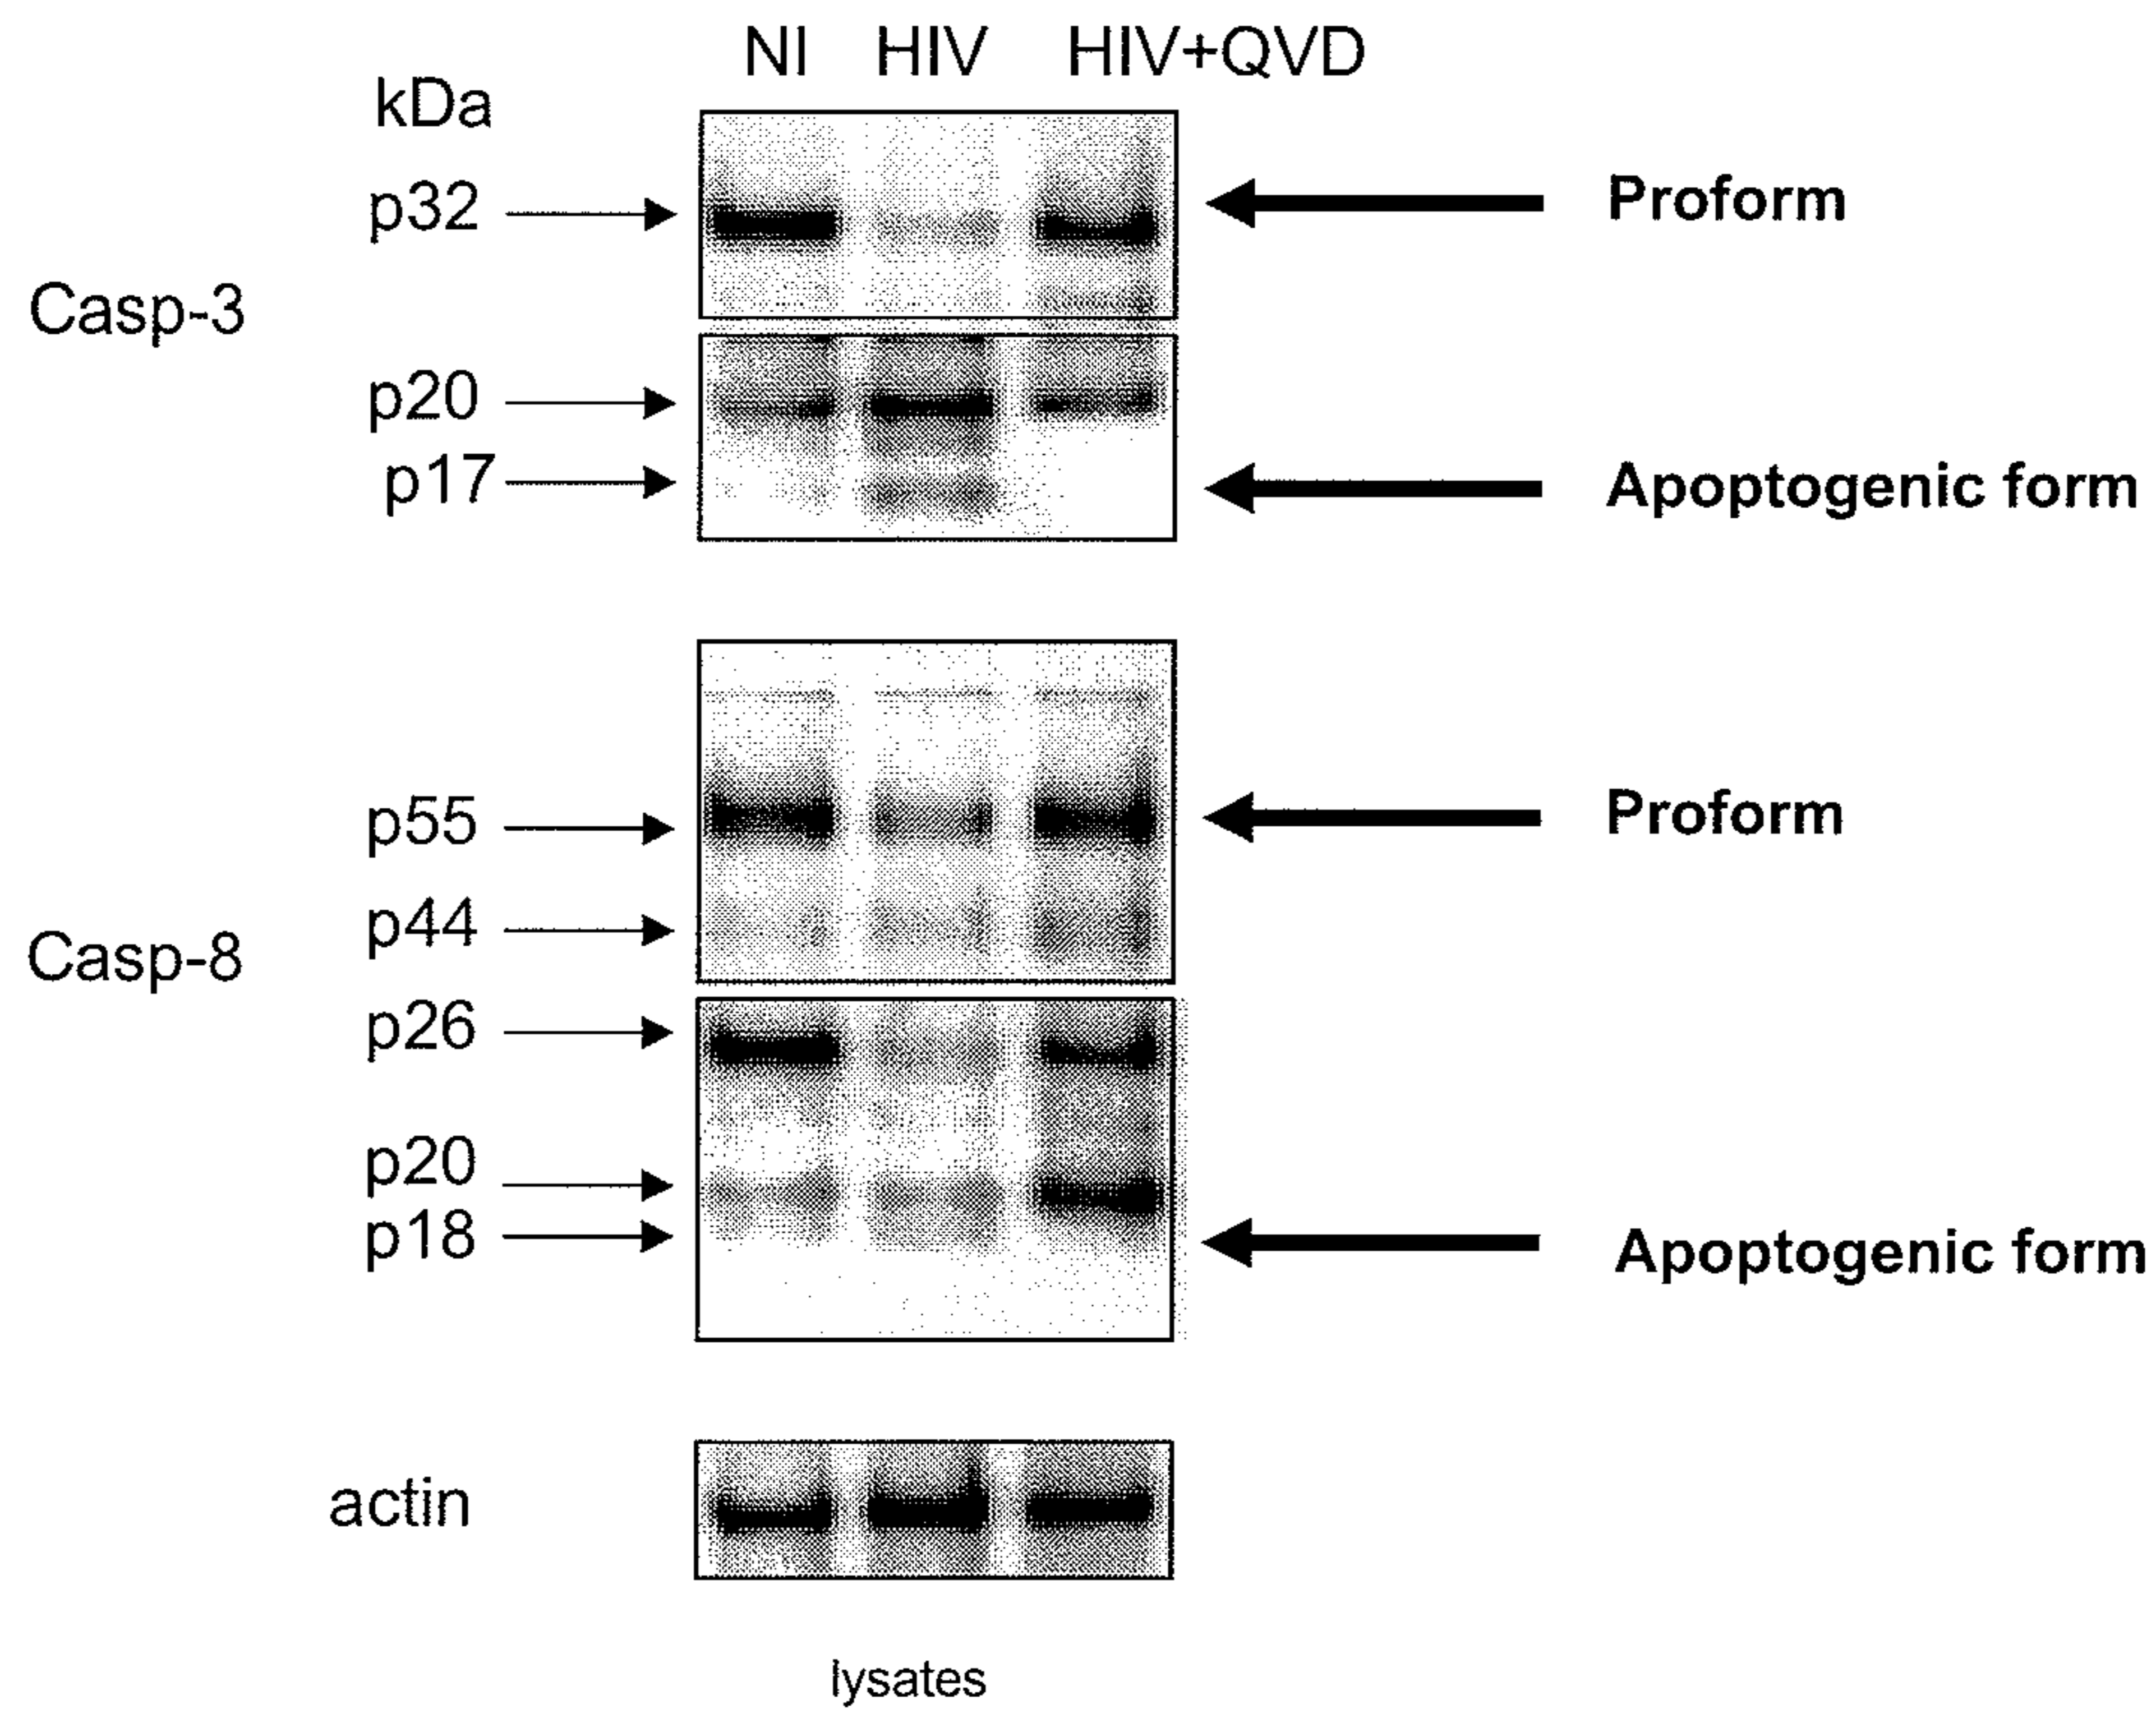 NI HIV HIV+QVD
kDa
p32 Proform
Casp-3
p20
p17 Apoptogenic form
p55 Proform
p44
Casp-8
p26
p20
p18 Apoptogenic form
actin
lysates